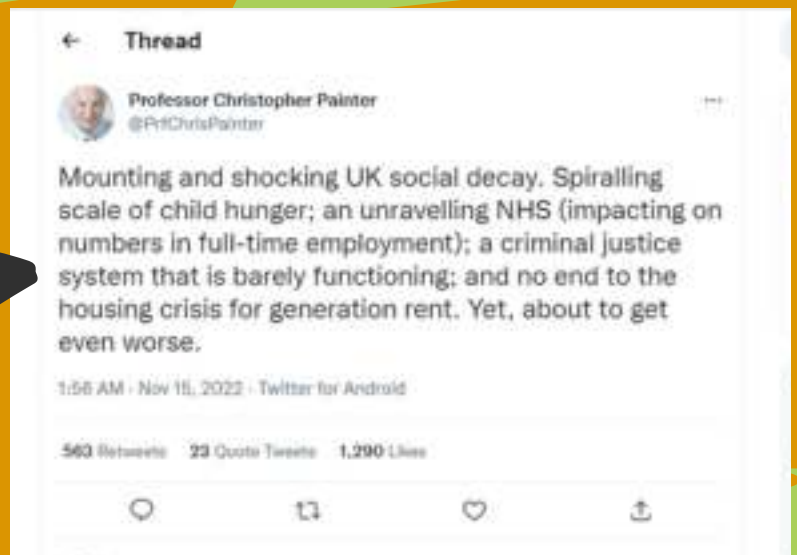 Thread
Professor Christopher Painter
@PrfChrisPainter
Mounting and shocking UK social decay. Spiralling
scale of child hunger; an unravelling NHS (impacting on
numbers in full-time employment); a criminal justice
system that is barely functioning; and no end to the
housing crisis for generation rent. Yet, about to get
even worse.
1:56 AM · Nov 15, 2022 · Twitter for Android
563 Retweets 23 Quote Tweets 1,290 Likes